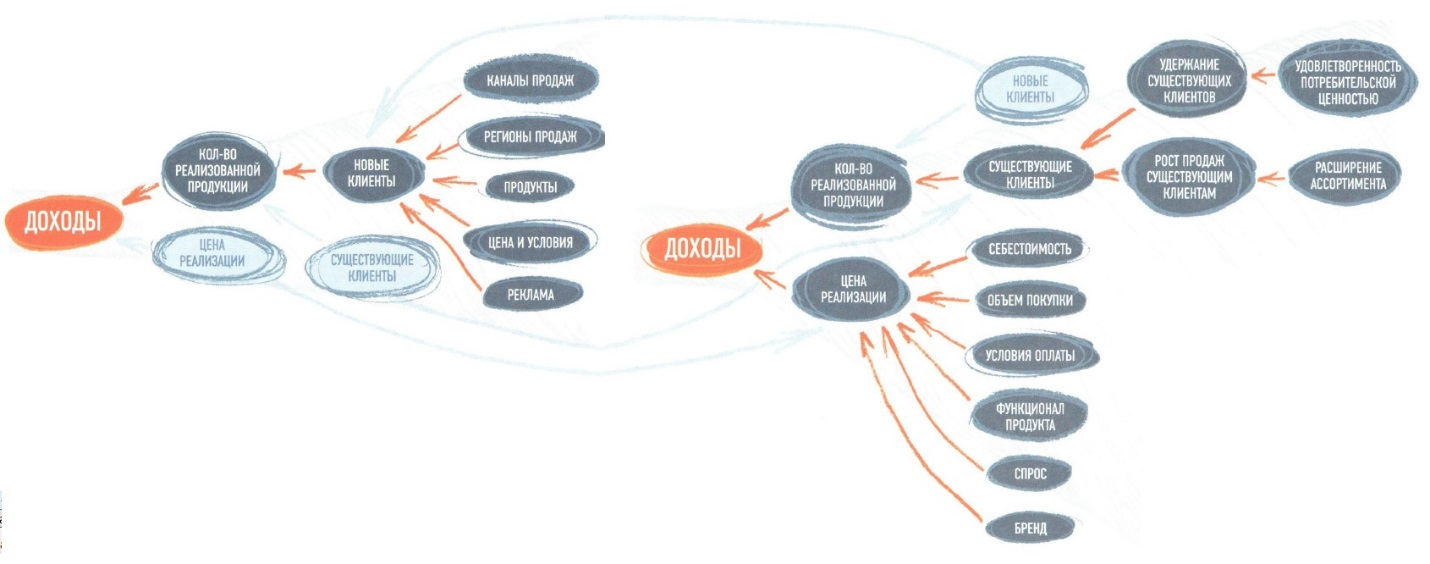 КАНАЛЫ ПРОДАЖ
РЕГИОНЫ ПРОДАЖ
КОЛ-ВО
РЕАЛИЗОВАННОЙ
ПРОДУКЦИИ
НОВЫЕ
КЛИЕНТЫ
ПРОДУКТЫ
ДОХОДЫ
ЦЕНА
РЕАЛИЗАЦИИ
СУЩЕСТВУЮЩИЕ
КЛИЕНТЫ
ЦЕНА И УСЛОВИЯ
РЕКЛАМА
НОВЫЕ
КЛИЕНТЫ
УДЕРЖАНИЕ
СУЩЕСТВУЮЩИХ
КЛИЕНТОВ
УДОВЛЕТВОРЕННОСТЬ
ПОТРЕБИТЕЛЬСКОЙ
ЦЕННОСТЬЮ
КОЛ-ВО
РЕАЛИЗОВАННОЙ
ПРОДУКЦИИ
СУЩЕСТВУЮЩИЕ
КЛИЕНТЫ
РОСТ ПРОДАЖ
СУЩЕСТВУЮЩИМ
КЛИЕНТАМ
РАСШИРЕНИЕ
АССОРТИМЕНТА
ДОХОДЫ
ЦЕНА
РЕАЛИЗАЦИИ
СЕБЕСТОИМОСТЬ
ОБЪЕМ ПОКУПКИ
УСЛОВИЯ ОПЛАТЫ
ФУНКЦИОНАЛ
ПРОДУКТА
СПРОС
БРЕНД